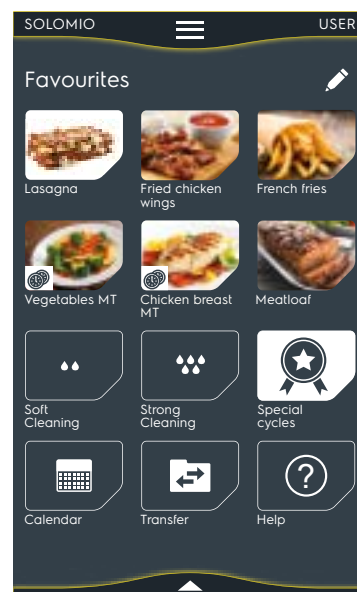 SOLOMIO
USER
Favourites
Lasagna
Fried chicken
wings
French fries
Vegetables MT
Chicken breast
MT
Meatloaf
Soft
Cleaning
Strong
Cleaning
Special
cycles
Calendar
Transfer
?
Help